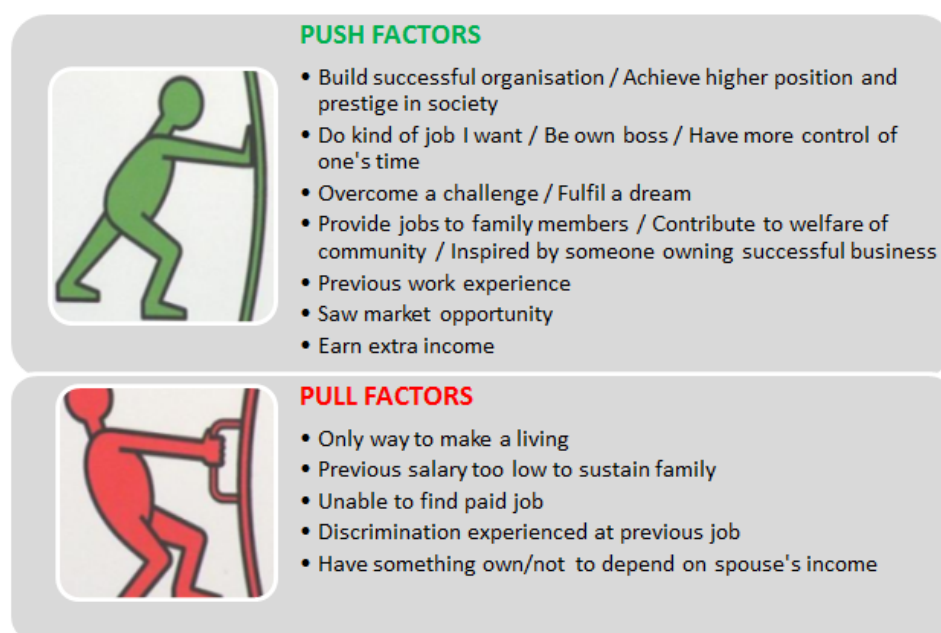 PUSH FACTORS
• Build successful organisation / Achieve higher position and
prestige in society
• Do kind of job I want / Be own boss / Have more control of
one's time
• Overcome a challenge / Fulfil a dream
• Provide jobs to family members / Contribute to welfare of
community / Inspired by someone owning successful business
• Previous work experience
• Saw market opportunity
• Earn extra income
PULL FACTORS
• Only way to make a living
• Previous salary too low to sustain family
• Unable to find paid job
• Discrimination experienced at previous job
• Have something own/not to depend on spouse's income